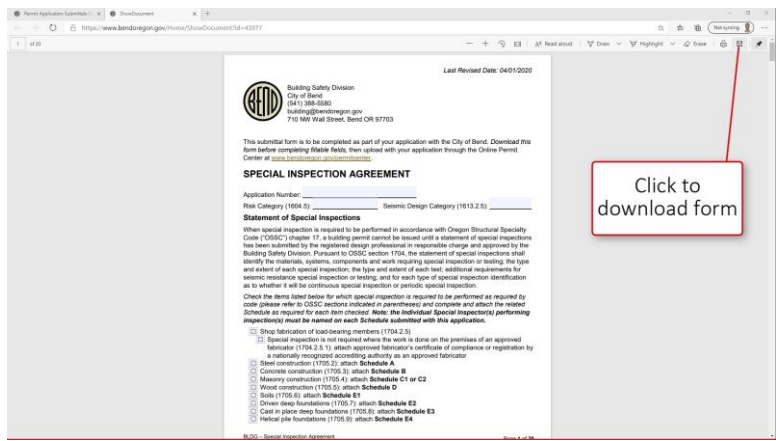 Permit Application Submittals |
ShowDocument
https://www.bendoregon.gov/Home/ShowDocument?id=43977
Not syncing
1 of 20
Read aloud
Draw
Highlight
Erase
Last Revised Date: 04/01/2020
BEND
Building Safety Division
City of Bend
(541) 388-5580
building@bendoregon.gov
710 NW Wall Street, Bend OR 97703
This submittal form is to be completed as part of your application with the City of Bend. Download this
form before completing fillable fields, then upload with your application through the Online Permit
Center at www.bendoregon.gov/permitcenter.
SPECIAL INSPECTION AGREEMENT
Application Number:
Risk Category (1604.5): Seismic Design Category (1613.2.5):
Statement of Special Inspections
When special inspection is required to be performed in accordance with Oregon Structural Specialty
Code ("OSSC") chapter 17, a building permit cannot be issued until a statement of special inspections
has been submitted by the registered design professional in responsible charge and approved by the
Building Safety Division. Pursuant to OSSC section 1704, the statement of special inspections shall
identify the materials, systems, components and work requiring special inspection or testing; the type
and extent of each special inspection; the type and extent of each test; additional requirements for
seismic resistance special inspection or testing; and for each type of special inspection identification
as to whether it will be continuous special inspection or periodic special inspection.
Check the items listed below for which special inspection is required to be performed as required by
code (please refer to OSSC sections indicated in parentheses) and complete and attach the related
Schedule as required for each item checked. Note: the Individual Special Inspector(s) performing
inspection(s) must be named on each Schedule submitted with this application.
Shop fabrication of load-bearing members (1704.2.5)
Special inspection is not required where the work is done on the premises of an approved
fabricator (1704.2.5.1): attach approved fabricator's certificate of compliance or registration by
a nationally recognized accrediting authority as an approved fabricator
Steel construction (1705.2): attach Schedule A
Concrete construction (1705.3): attach Schedule B
Masonry construction (1705.4): attach Schedule C1 or C2
Wood construction (1705.5): attach Schedule D
Soils (1705.6): attach Schedule E1
Driven deep foundations (1705.7): attach Schedule E2
Cast in place deep foundations (1705.8): attach Schedule E3
Helical pile foundations (1705.9): attach Schedule E4
BLDG – Special Inspection Agreement Page 1 of 20
Click to
download form